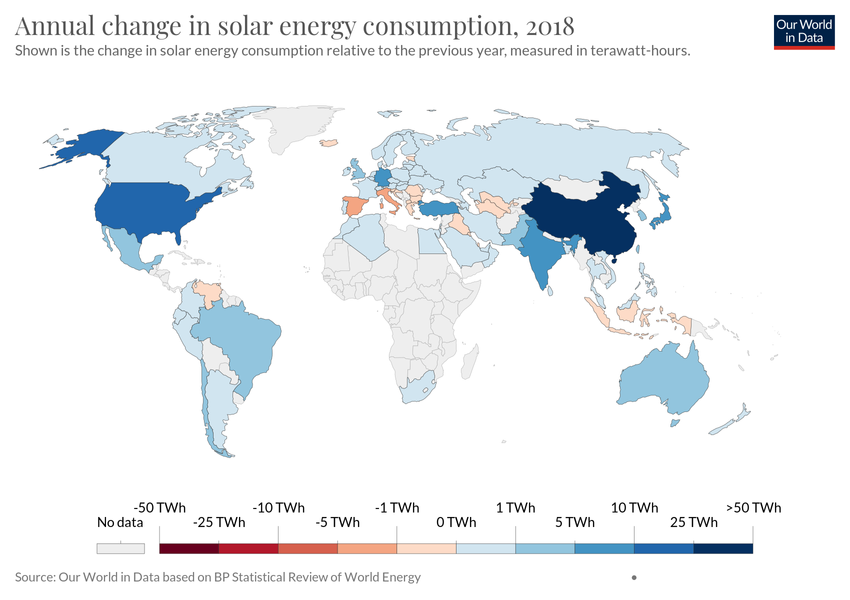 Annual change in solar energy consumption, 2018
Shown is the change in solar energy consumption relative to the previous year, measured in terawatt-hours.
Our World
in Data
-50 TWh -10 TWh -1 TWh 1 TWh 10 TWh >50 TWh
No data -25 TWh -5 TWh 0 TWh 5 TWh 25 TWh
Source: Our World in Data based on BP Statistical Review of World Energy